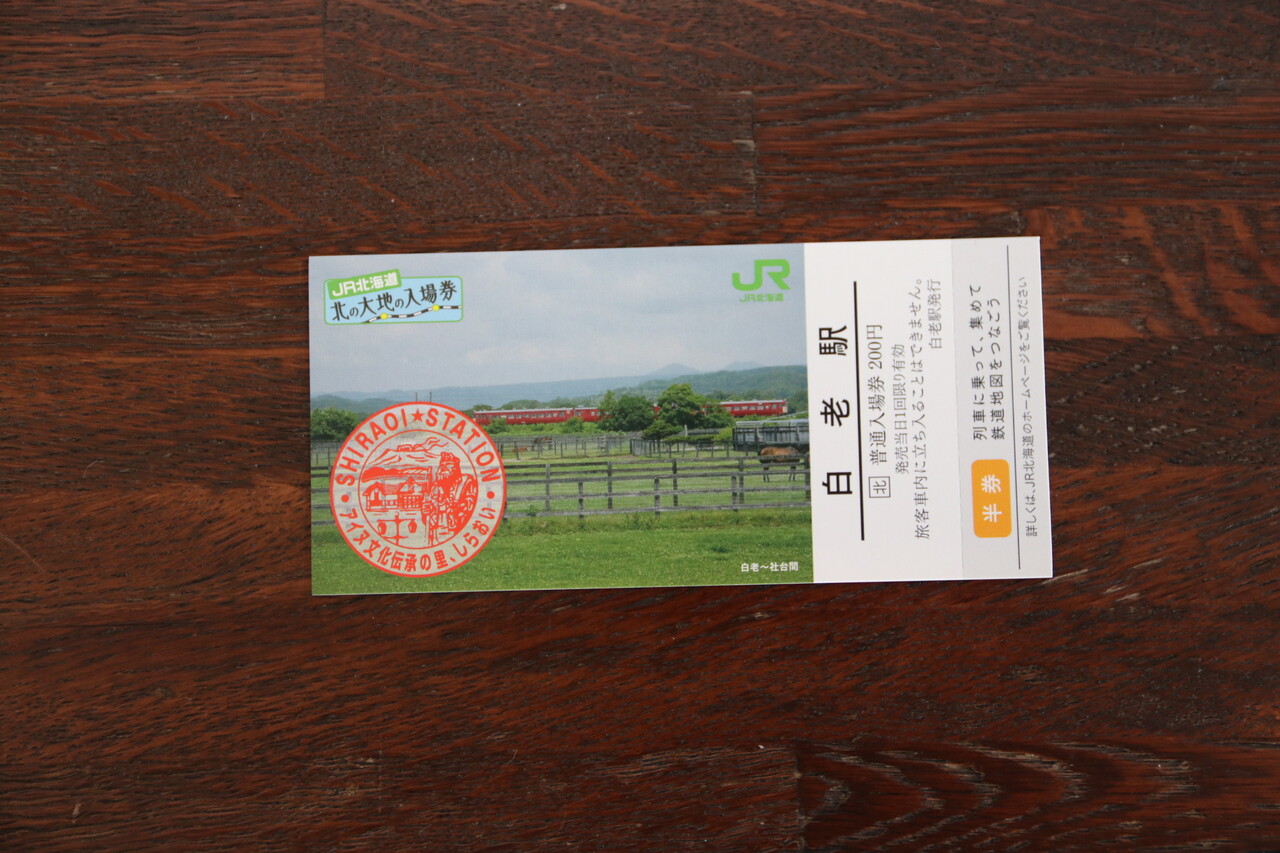 JR北海道
北の大地の入場券
JR
JR北海道
SHIRAOI★STATION
アイヌ文化伝承の里、しらおい
白老〜社台間
白老駅
北 普通入場券 200円
発売当日1回限り有効
旅客車内に立ち入ることはできません。
白老駅発行
半券
列車に乗って、集めて
鉄道地図をつなごう
詳しくは、JR北海道のホームページをご覧ください